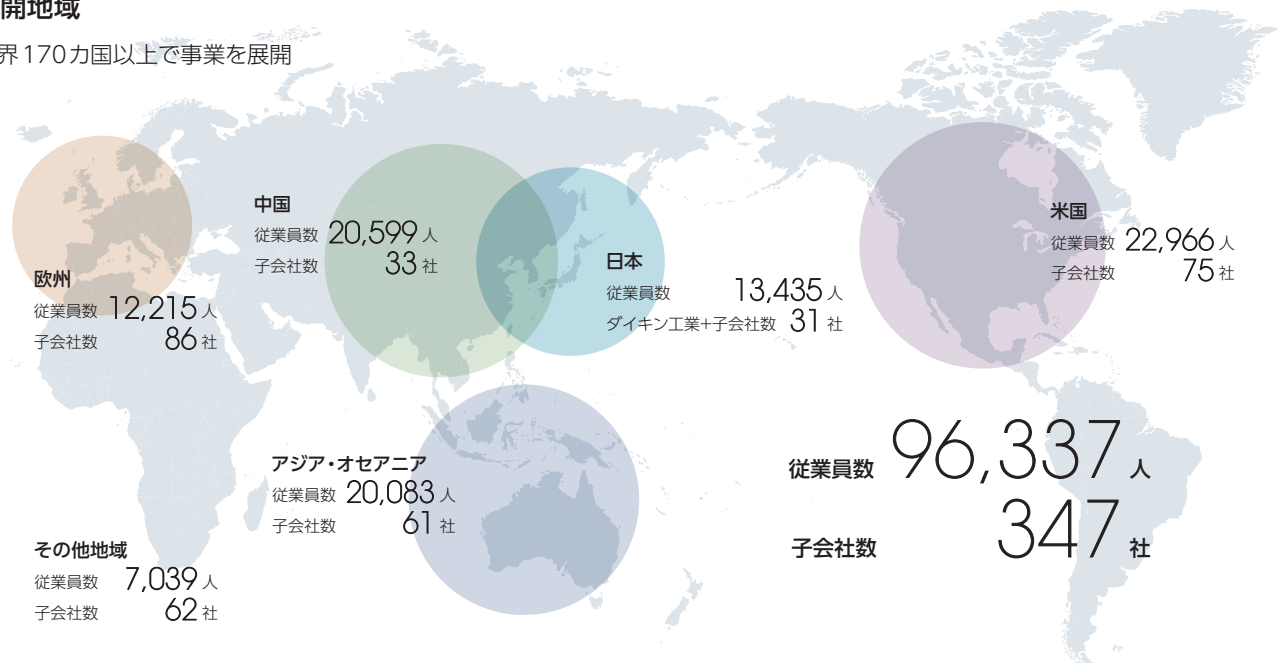 開地域
界170カ国以上で事業を展開
欧州
従業員数 12,215 人
子会社数 86 社
中国
従業員数 20,599 人
子会社数 33 社
日本
従業員数 13,435 人
ダイキン工業+子会社数 31 社
米国
従業員数 22,966 人
子会社数 75 社
アジア・オセアニア
従業員数 20,083 人
子会社数 61 社
その他地域
従業員数 7,039 人
子会社数 62 社
従業員数 96,337 人
子会社数 347 社